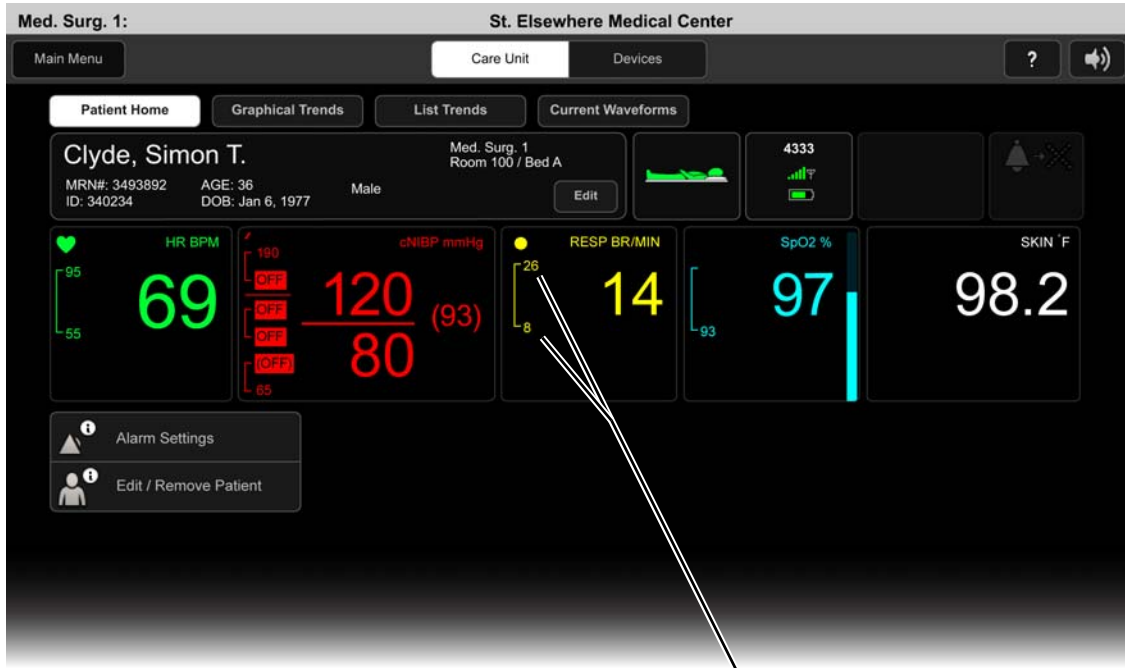 Med. Surg. 1: St. Elsewhere Medical Center
Main Menu Care Unit Devices ?
Patient Home Graphical Trends List Trends Current Waveforms
Clyde, Simon T.
MRN#: 3493892 AGE: 36 Male
ID: 340234 DOB: Jan 6, 1977
Med. Surg. 1
Room 100 / Bed A
Edit
4333
HR BPM
95
69
55
cNIBP mmHg
190
OFF
OFF
OFF
(OFF)
65
120
80
(93)
RESP BR/MIN
26
14
8
SpO2 %
97
93
SKIN °F
98.2
Alarm Settings
Edit / Remove Patient